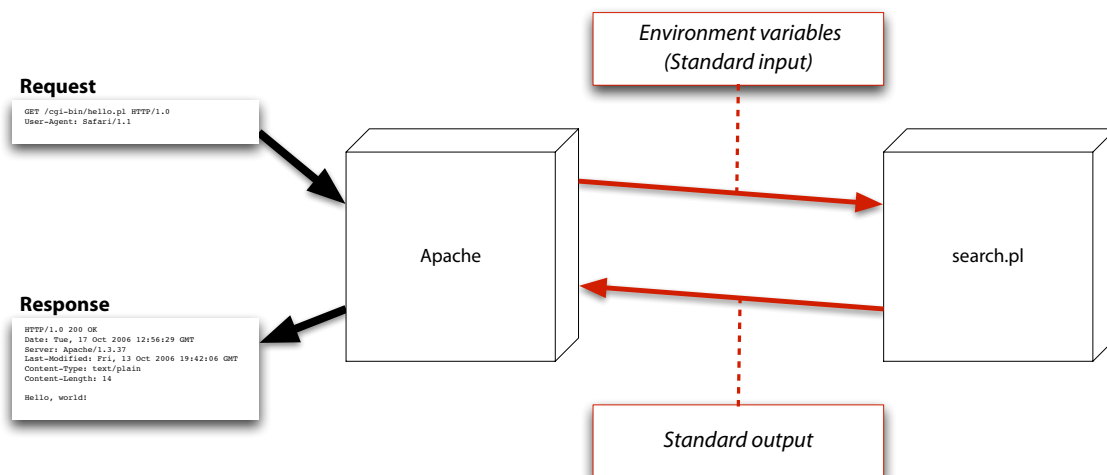 Environment variables
(Standard input)
Request
GET /cgi-bin/hello.pl HTTP/1.0
User-Agent: Safari/1.1
Apache
search.pl
Response
HTTP/1.0 200 OK
Date: Tue, 17 Oct 2006 12:56:29 GMT
Server: Apache/1.3.37
Last-Modified: Fri, 13 Oct 2006 19:42:06 GMT
Content-Type: text/plain
Content-Length: 14
Hello, world!
Standard output